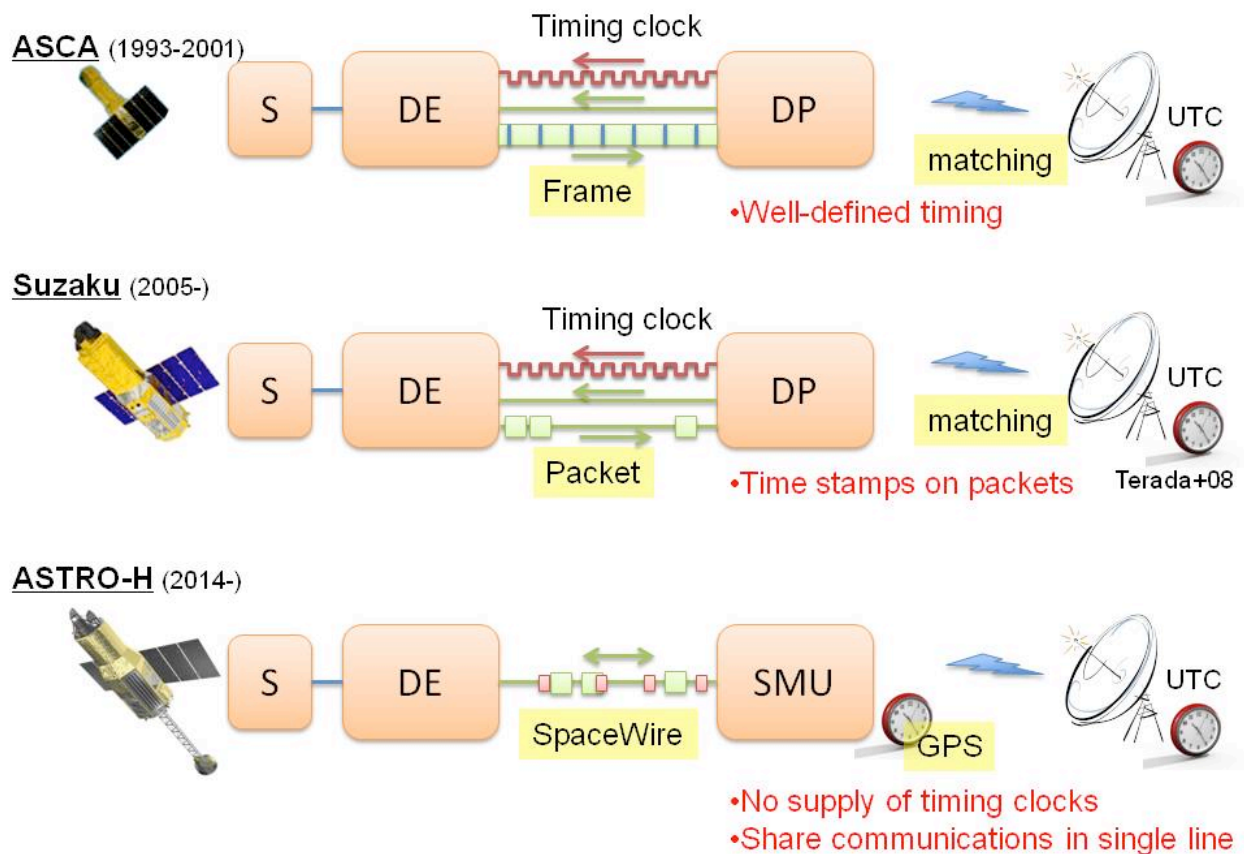 ASCA (1993-2001)
Timing clock
S
DE
DP
UTC
matching
Frame
•Well-defined timing
Suzaku (2005-)
Timing clock
S
DE
DP
UTC
matching
Packet
•Time stamps on packets
Terada+08
ASTRO-H (2014-)
S
DE
SMU
UTC
SpaceWire
GPS
•No supply of timing clocks
•Share communications in single line